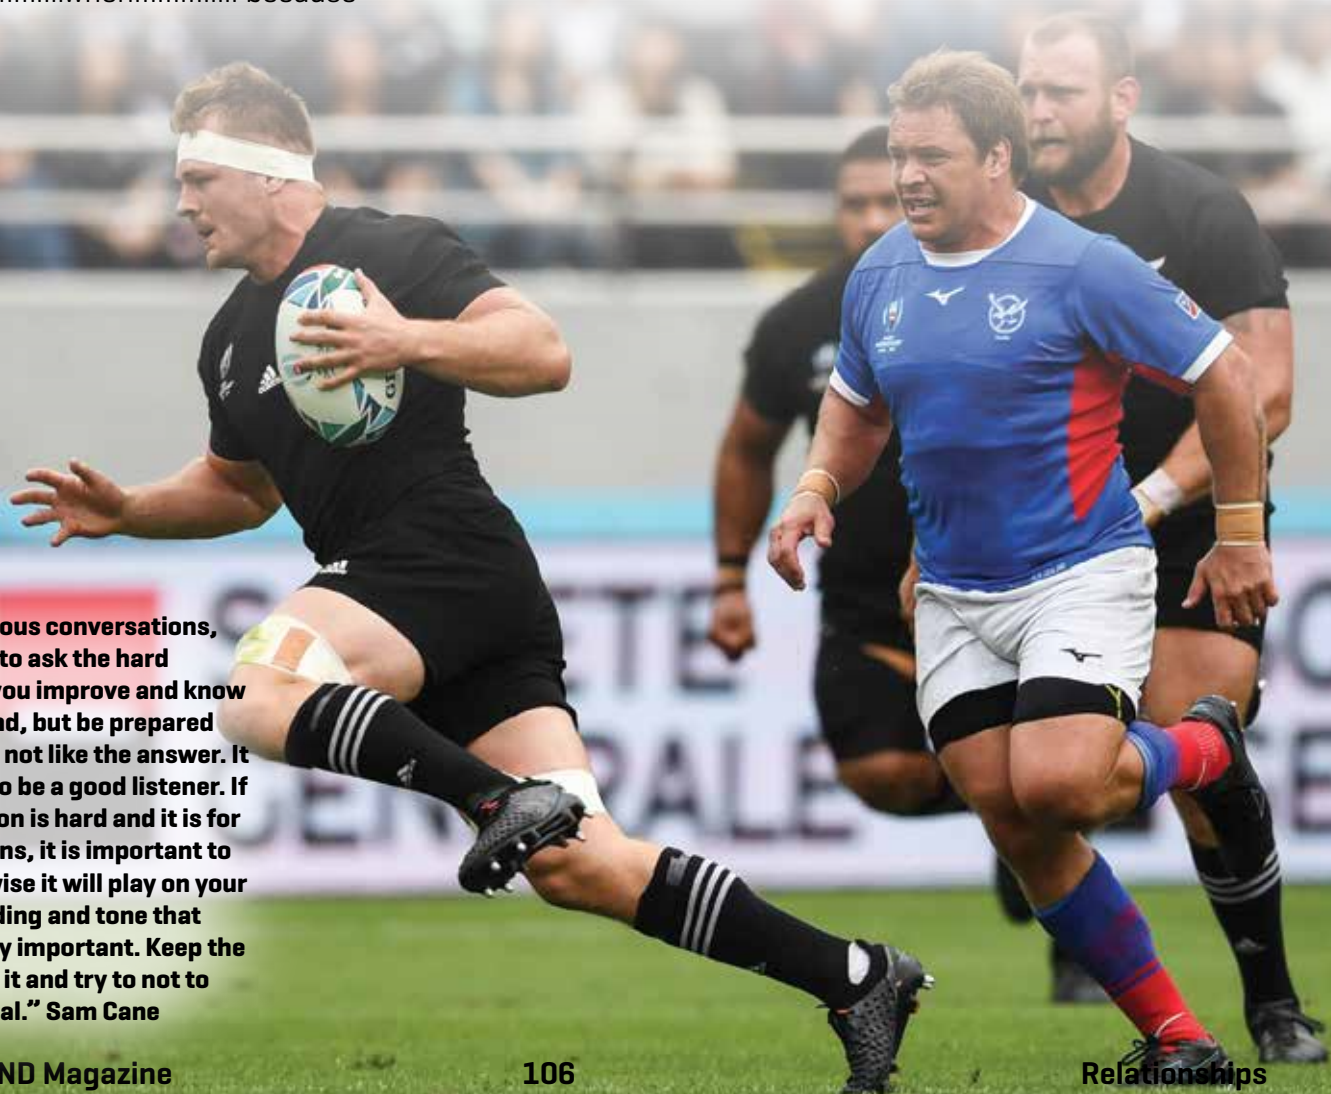 because
ous conversations,
to ask the hard
you improve and know
d, but be prepared
not like the answer. It
o be a good listener. If
on is hard and it is for
ns, it is important to
wise it will play on your
ding and tone that
y important. Keep the
it and try to not to
al.” Sam Cane
ND Magazine
106
Relationships